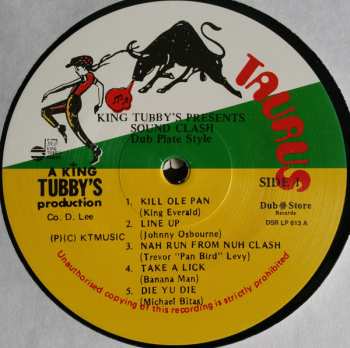 KING TUBBY'S PRESENTS
SOUND CLASH
Dub Plate Style
TAURUS
A KING
TUBBY'S
production
Co. D. Lee
(P)(C) KTMUSIC
SIDE 1
Dub Store
Records
DSR LP 613 A
1. KILL OLE PAN
(King Everald)
2. LINE UP
(Johnny Osbourne)
3. NAH RUN FROM NUH CLASH
(Trevor "Pan Bird" Levy)
4. TAKE A LICK
(Banana Man)
5. DIE YU DIE
(Michael Bitas)
Unauthorised copying of this recording is strictly prohibited